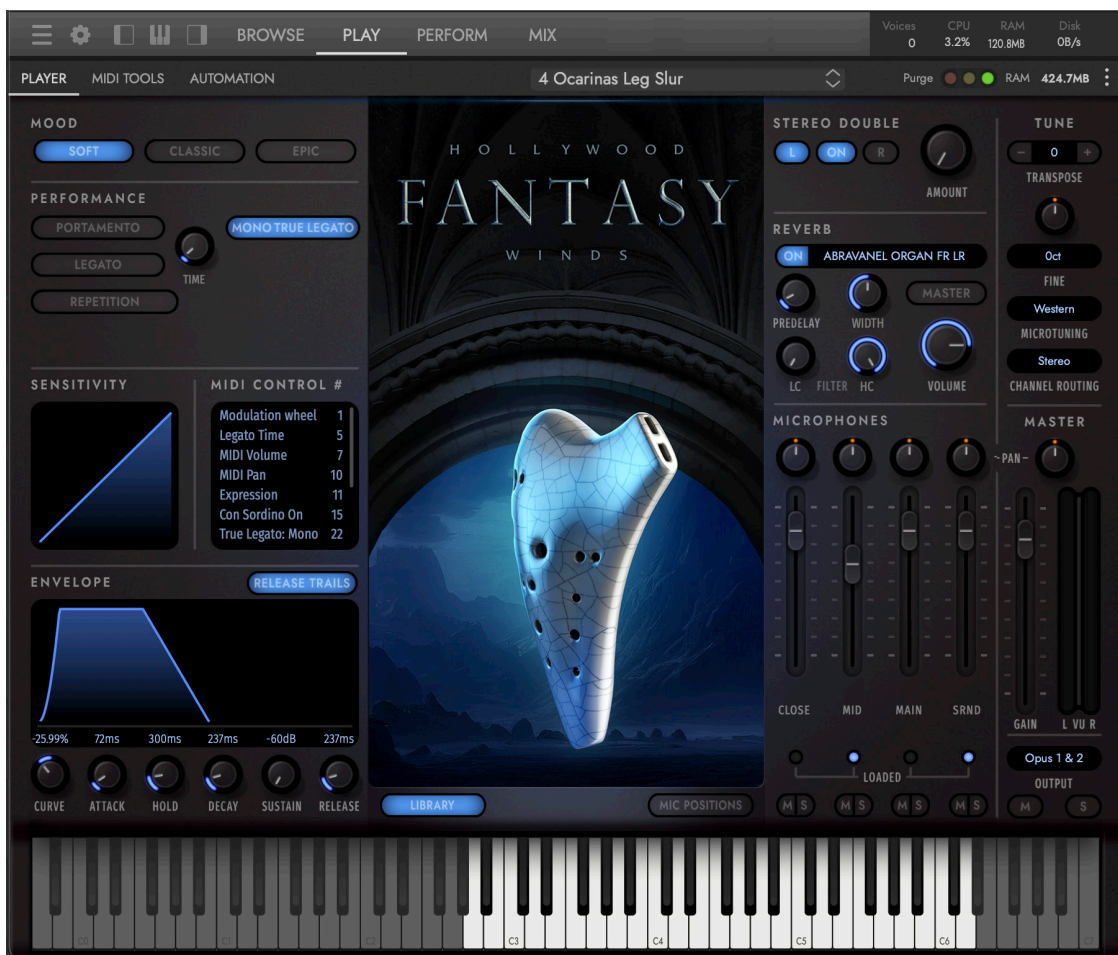 BROWSE PLAY PERFORM MIX
Voices CPU RAM Disk
0 3.2% 120.8MB 0B/s
PLAYER MIDI TOOLS AUTOMATION
4 Ocarinas Leg Slur
Purge RAM 424.7MB
MOOD
SOFT CLASSIC EPIC
PERFORMANCE
PORTAMENTO
MONO TRUE LEGATO
LEGATO
TIME
REPETITION
SENSITIVITY
MIDI CONTROL #
Modulation wheel 1
Legato Time 5
MIDI Volume 7
MIDI Pan 10
Expression 11
Con Sordino On 15
True Legato: Mono 22
ENVELOPE
RELEASE TRAILS
-25.99% 72ms 300ms 237ms -60dB 237ms
CURVE ATTACK HOLD DECAY SUSTAIN RELEASE
HOLLYWOOD
FANTASY
WINDS
LIBRARY
MIC POSITIONS
STEREO DOUBLE
L ON R
AMOUNT
REVERB
ON ABRAVANEL ORGAN FR LR
MASTER
PREDELAY WIDTH
LC FILTER HC
VOLUME
MICROPHONES
~PAN-
CLOSE MID MAIN SRND
LOADED
M S M S M S M S
TUNE
- 0 +
TRANSPOSE
0ct
FINE
Western
MICROTUNING
Stereo
CHANNEL ROUTING
MASTER
GAIN L VU R
Opus 1 & 2
OUTPUT
M S
C0 C1 C2 C3 C4 C5 C6 C7